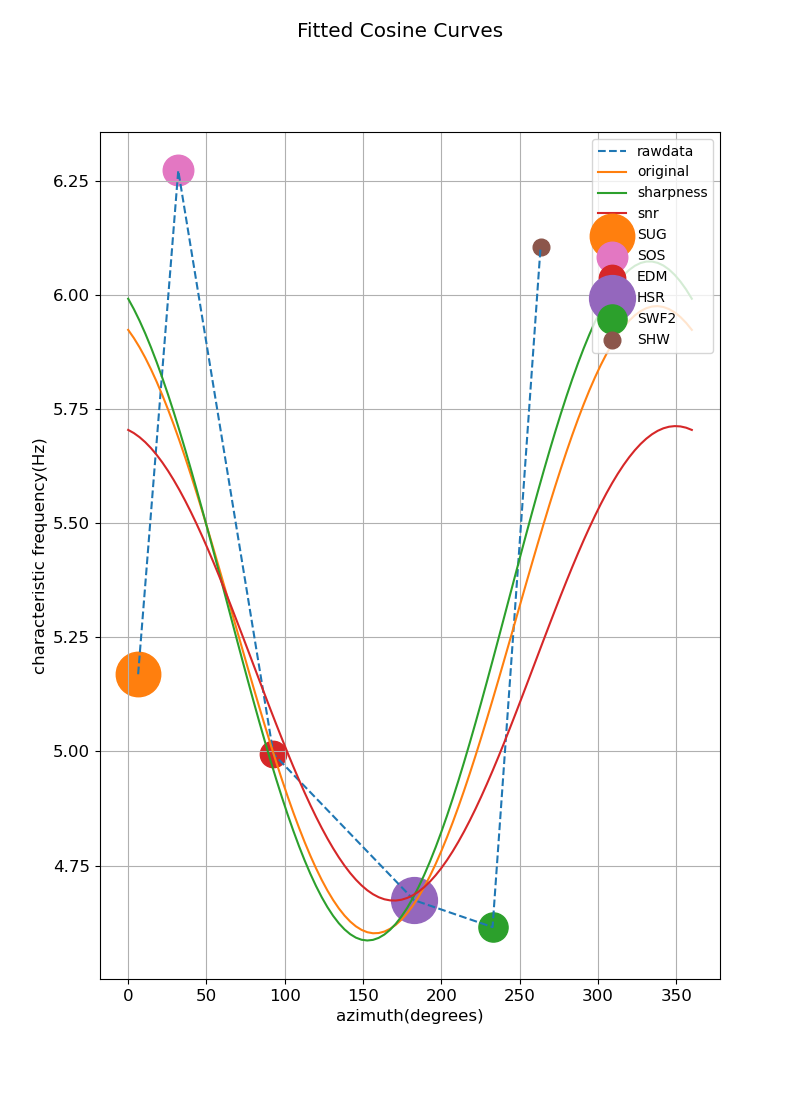 Fitted Cosine Curves
6.25
6.00
5.75
5.50
5.25
5.00
4.75
characteristic frequency(Hz)
rawdata
original
sharpness
snr
SUG
SOS
EDM
HSR
SWF2
SHW
0 50 100 150 200 250 300 350
azimuth(degrees)